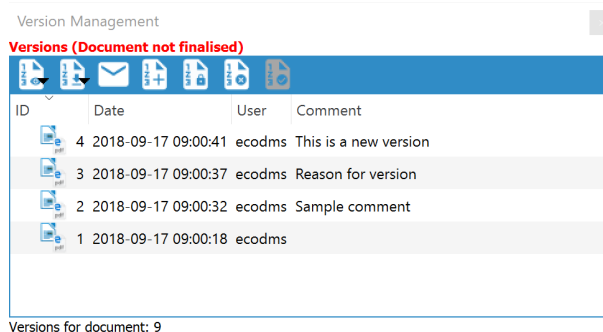 Version Management
Versions (Document not finalised)
ID Date User Comment
4 2018-09-17 09:00:41 ecodms This is a new version
3 2018-09-17 09:00:37 ecodms Reason for version
2 2018-09-17 09:00:32 ecodms Sample comment
1 2018-09-17 09:00:18 ecodms
Versions for document: 9